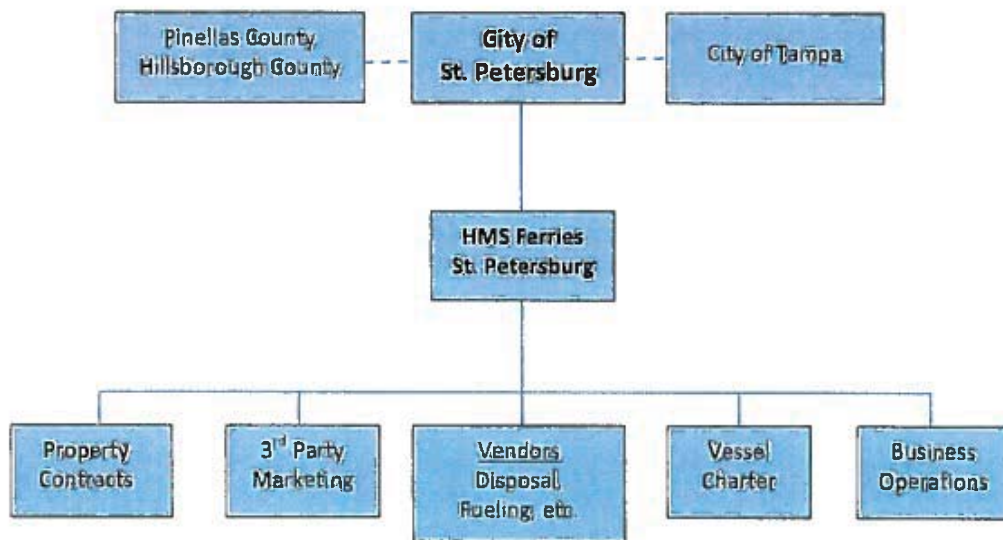 Pinellas County
Hillsborough County
City of
St. Petersburg
City of Tampa
HMS Ferries
St. Petersburg
Property
Contracts
3rd Party
Marketing
Vendors
Disposal,
Fueling, etc.
Vessel
Charter
Business
Operations